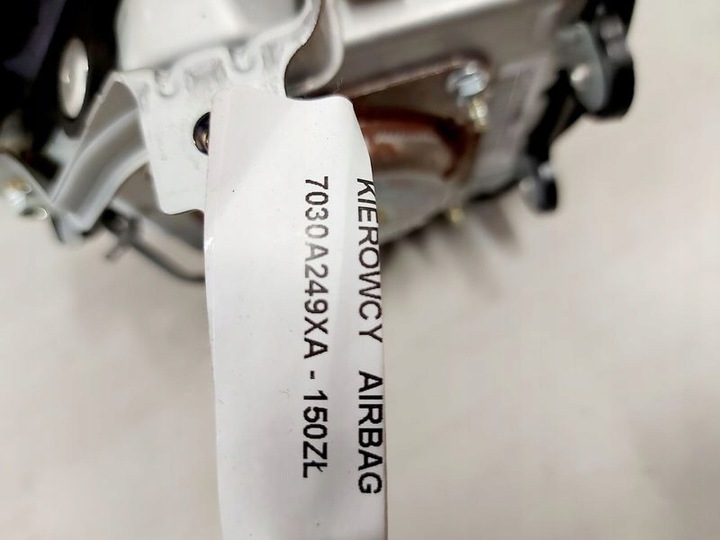 KIEROWCY AIRBAG
7030A249XA - 150ZŁ